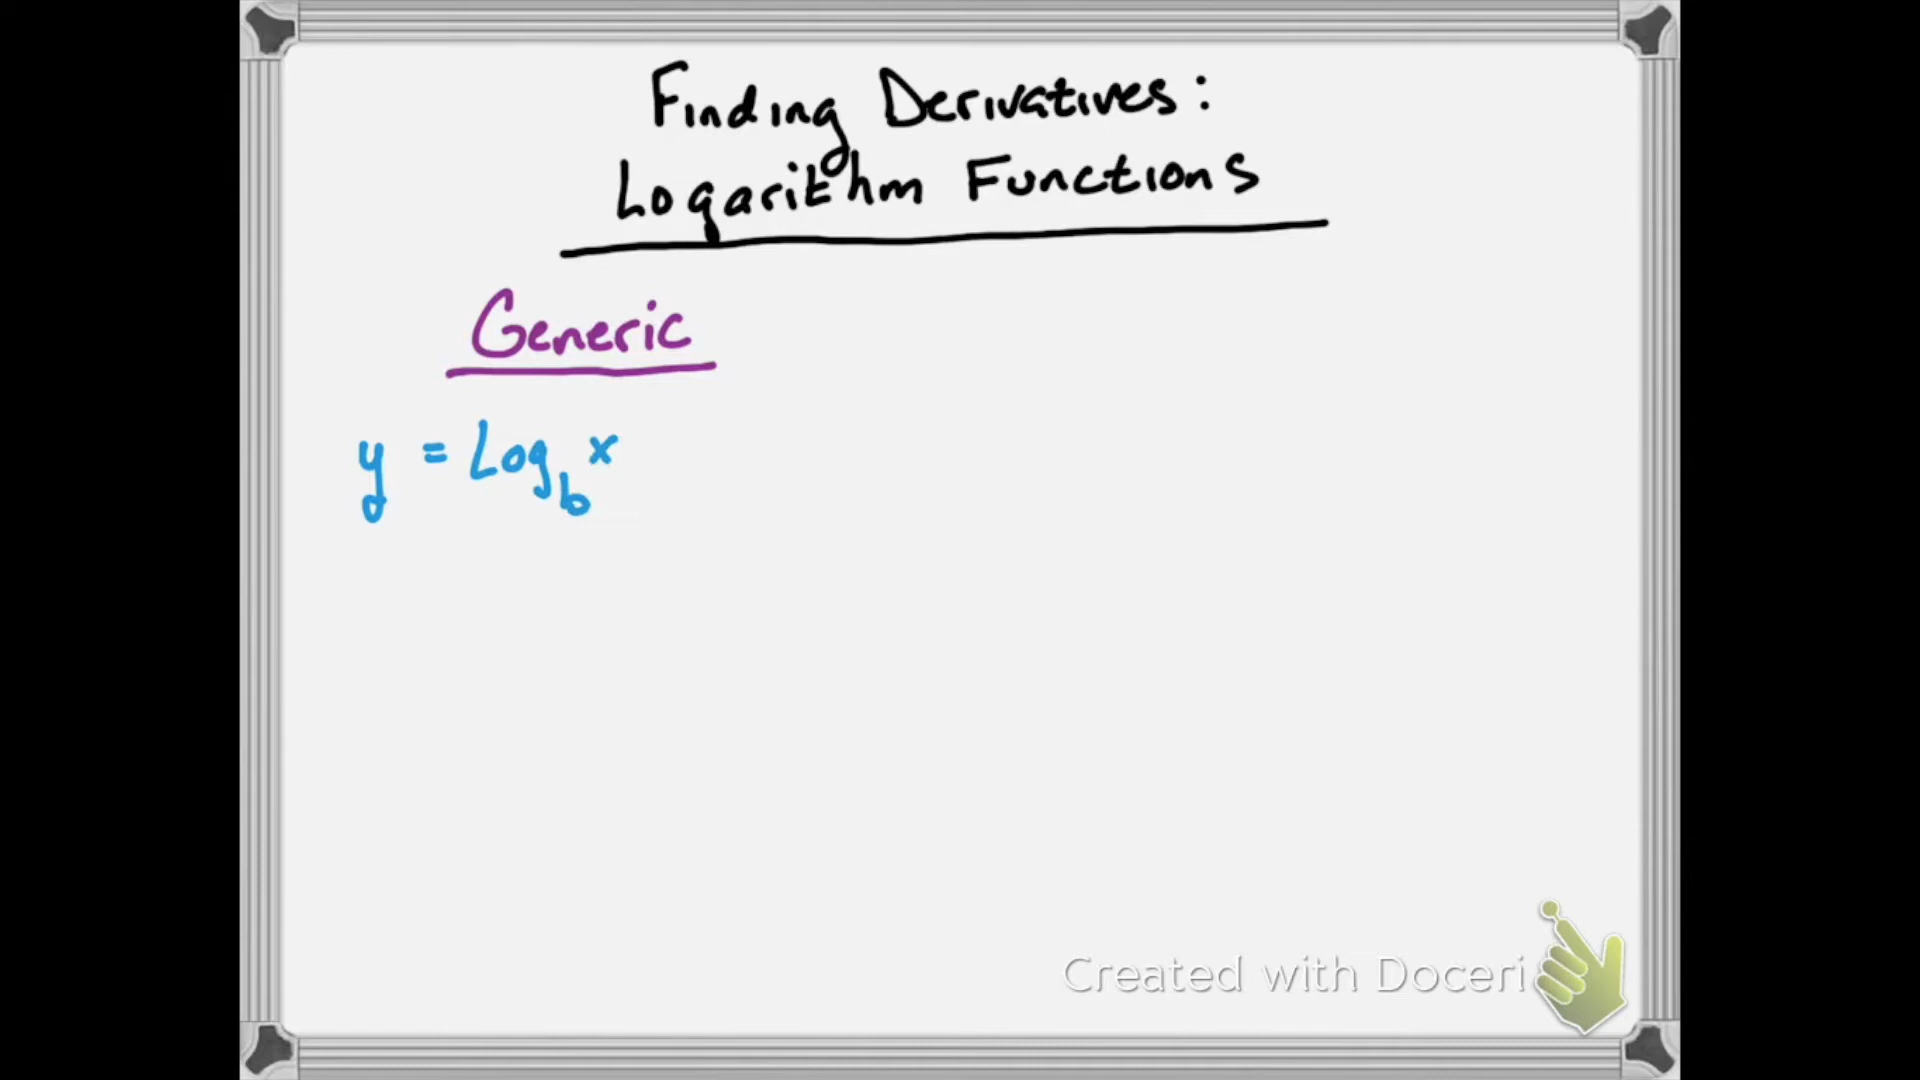 Finding Derivatives:
Logarithm Functions
Generic
y = Log_b x
Created with Doceri